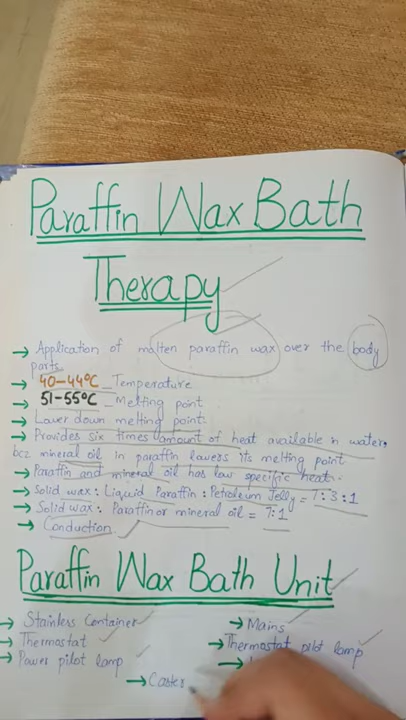 Paraffin Wax Bath
Therapy
→ Application of molten paraffin wax over the body
parts.
→ 40-44°C_Temperature
→ 51-55°C_Melting point
→ Lower down melting point.
→ Provides six times amount of heat available in water,
bcz mineral oil in paraffin lowers its melting point
→ Paraffin and mineral oil has low specific heat.
→ Solid wax: Liquid Paraffin: Petroleum Jelly = 7:3:1
→ Solid wax: Paraffin or mineral oil = 7:1
→ Conduction
Paraffin Wax Bath Unit
→ Stainless Container
→ Mains
→ Thermostat
→ Thermostat pilot lamp
→ Power pilot lamp
→ Caster